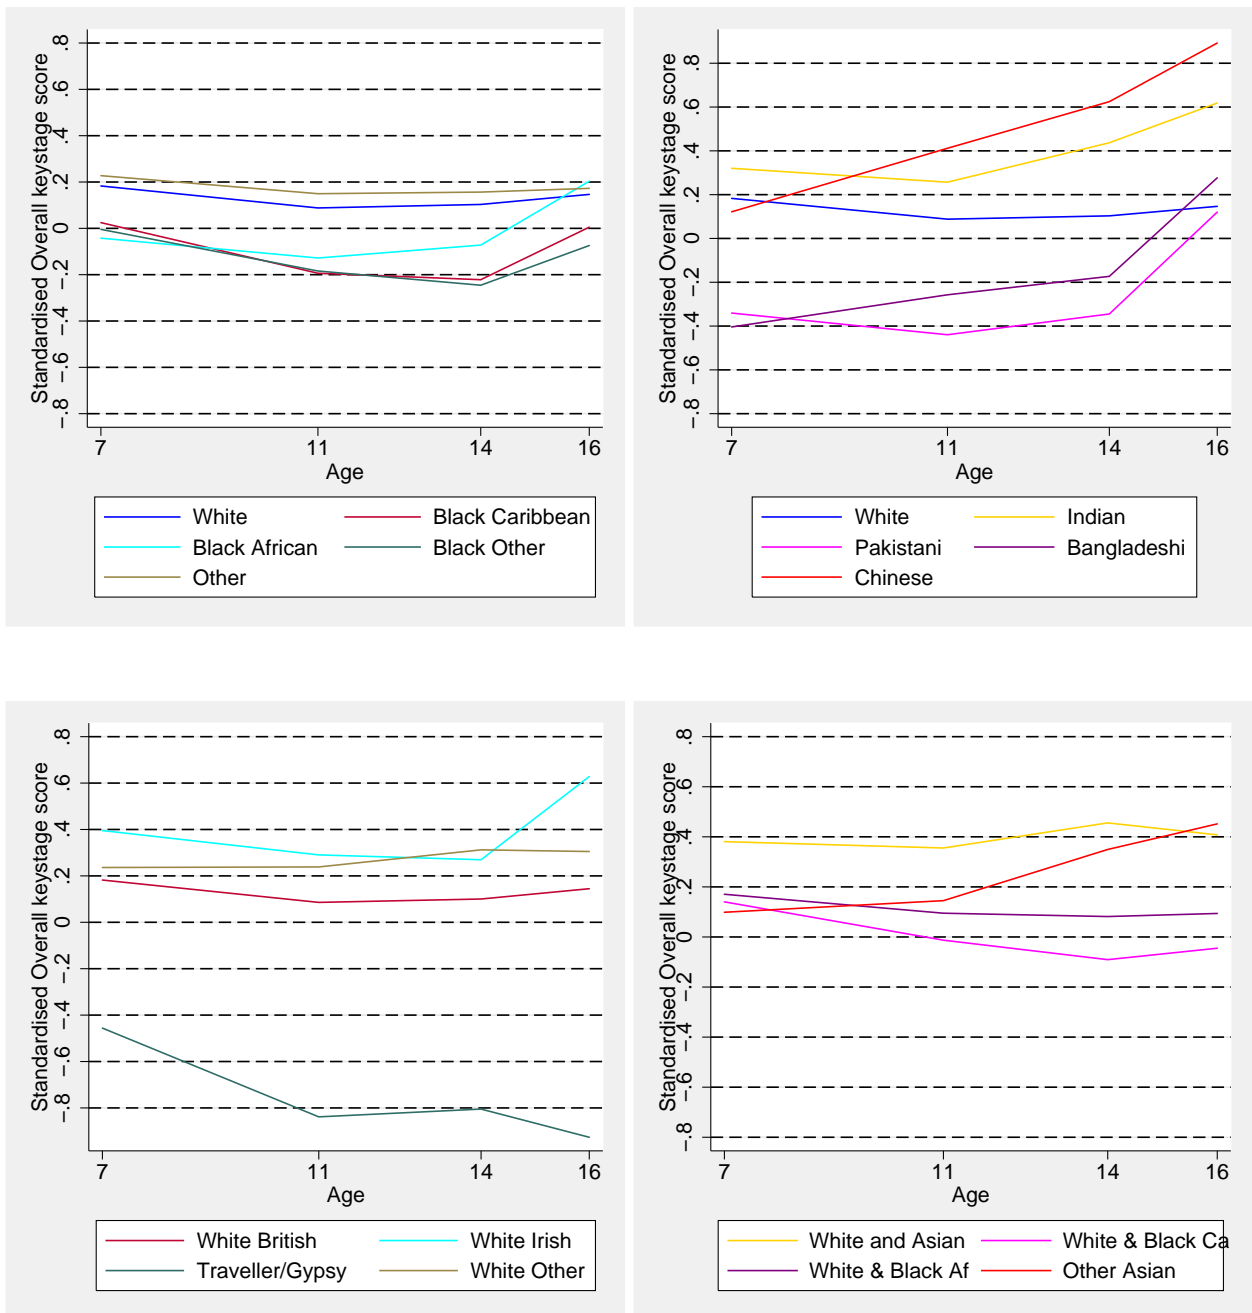 Standardised Overall keystage score
.8
.6
.4
.2
0
−.2
−.4
−.6
−.8
7 11 14 16
Age
White Black Caribbean
Black African Black Other
Other
Standardised Overall keystage score
.8
.6
.4
.2
0
−.2
−.4
−.6
−.8
7 11 14 16
Age
White Indian
Pakistani Bangladeshi
Chinese
Standardised Overall keystage score
.8
.6
.4
.2
0
−.2
−.4
−.6
−.8
7 11 14 16
Age
White British White Irish
Traveller/Gypsy White Other
Standardised Overall keystage score
.8
.6
.4
.2
0
−.2
−.4
−.6
−.8
7 11 14 16
Age
White and Asian White & Black Ca
White & Black Af Other Asian